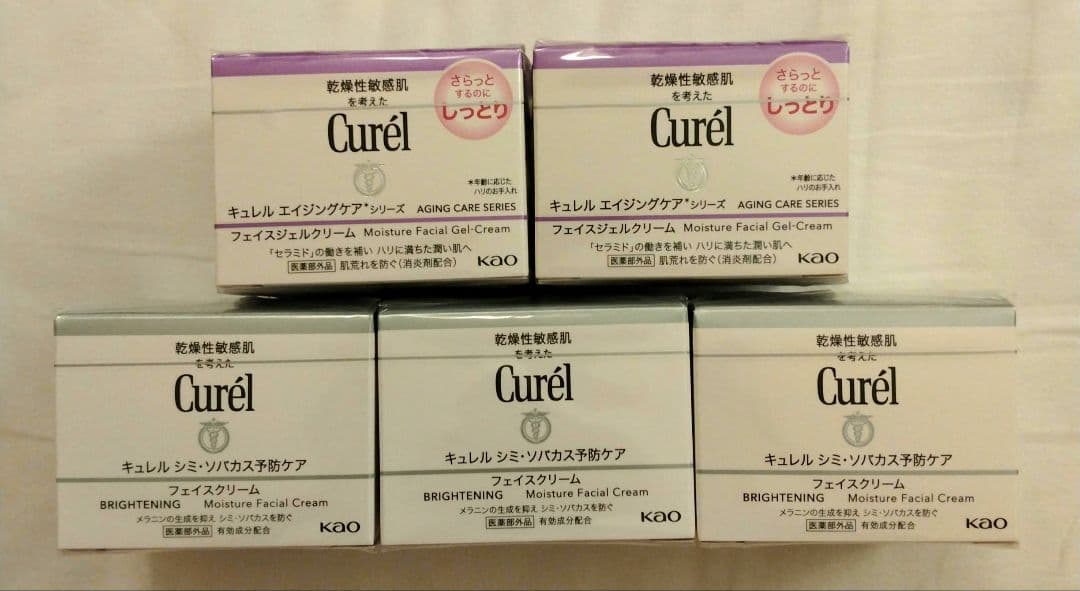 乾燥性敏感肌
を考えた
Curél
さらっと
するのに
しっとり
*年齢に応じた
ハリのお手入れ
キュレル エイジングケア*シリーズ AGING CARE SERIES
フェイスジェルクリーム Moisture Facial Gel-Cream
「セラミド」の働きを補い ハリに満ちた潤い肌へ
医薬部外品 肌荒れを防ぐ(消炎剤配合)
Kao
乾燥性敏感肌
を考えた
Curél
さらっと
するのに
しっとり
*年齢に応じた
ハリのお手入れ
キュレル エイジングケア*シリーズ AGING CARE SERIES
フェイスジェルクリーム Moisture Facial Gel-Cream
「セラミド」の働きを補い ハリに満ちた潤い肌へ
医薬部外品 肌荒れを防ぐ(消炎剤配合)
Kao
乾燥性敏感肌
を考えた
Curél
キュレル シミ・ソバカス予防ケア
フェイスクリーム
BRIGHTENING Moisture Facial Cream
メラニンの生成を抑え シミ・ソバカスを防ぐ
医薬部外品 有効成分配合
Kao
乾燥性敏感肌
を考えた
Curél
キュレル シミ・ソバカス予防ケア
フェイスクリーム
BRIGHTENING Moisture Facial Cream
メラニンの生成を抑え シミ・ソバカスを防ぐ
医薬部外品 有効成分配合
Kao
乾燥性敏感肌
を考えた
Curél
キュレル シミ・ソバカス予防ケア
フェイスクリーム
BRIGHTENING Moisture Facial Cream
メラニンの生成を抑え シミ・ソバカスを防ぐ
医薬部外品 有効成分配合
Kao